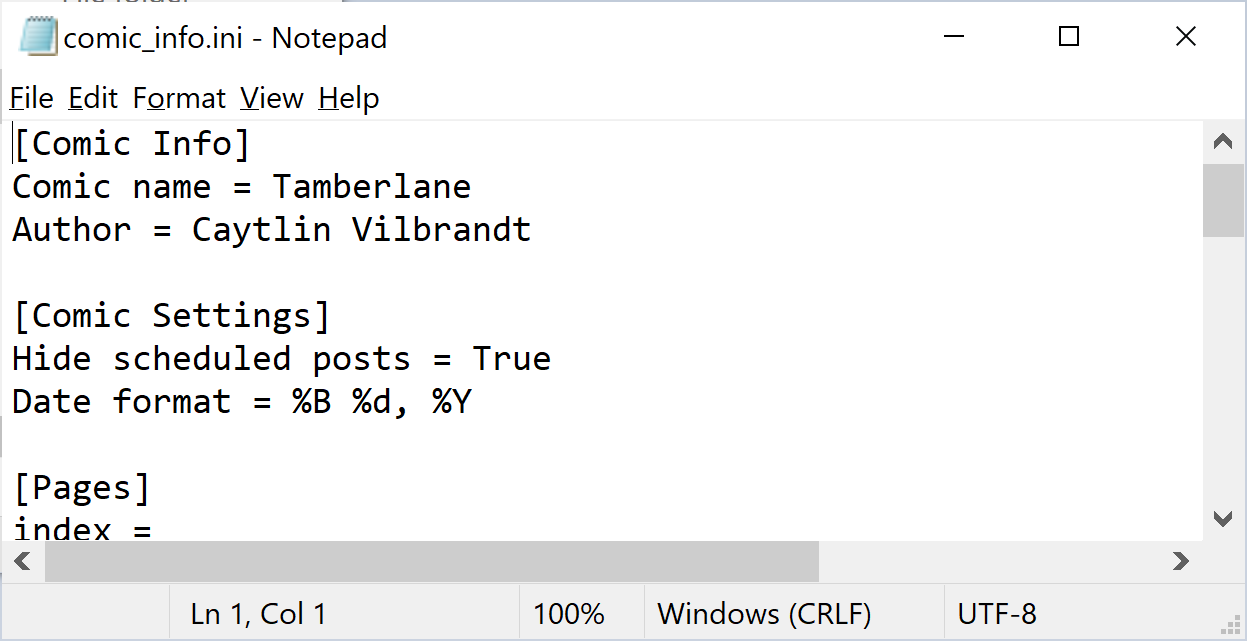 comic_info.ini - Notepad
File Edit Format View Help
[Comic Info]
Comic name = Tamberlane
Author = Caytlin Vilbrandt
[Comic Settings]
Hide scheduled posts = True
Date format = %B %d, %Y
[Pages]
index =
Ln 1, Col 1 100% Windows (CRLF) UTF-8